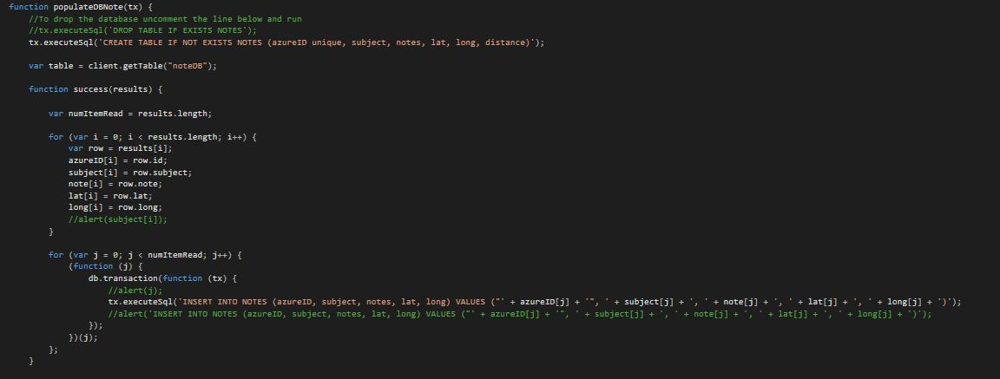 function populateDBNote(tx) {
//To drop the database uncomment the line below and run
//tx.executeSql('DROP TABLE IF EXISTS NOTES');
tx.executeSql('CREATE TABLE IF NOT EXISTS NOTES (azureID unique, subject, notes, lat, long, distance)');
var table = client.getTable("noteDB");
function success(results) {
var numItemRead = results.length;
for (var i = 0; i < results.length; i++) {
var row = results[i];
azureID[i] = row.id;
subject[i] = row.subject;
note[i] = row.note;
lat[i] = row.lat;
long[i] = row.long;
//alert(subject[i]);
}
for (var j = 0; j < numItemRead; j++) {
(function (j) {
db.transaction(function (tx) {
//alert(j);
tx.executeSql('INSERT INTO NOTES (azureID, subject, notes, lat, long) VALUES ("' + azureID[j] + '", ' + subject[j] + ', ' + note[j] + ', ' + lat[j] + ', ' + long[j] + ')');
//alert('INSERT INTO NOTES (azureID, subject, notes, lat, long) VALUES ("' + azureID[j] + '", ' + subject[j] + ', ' + note[j] + ', ' + lat[j] + ', ' + long[j] + ')');
});
})(j);
};
}